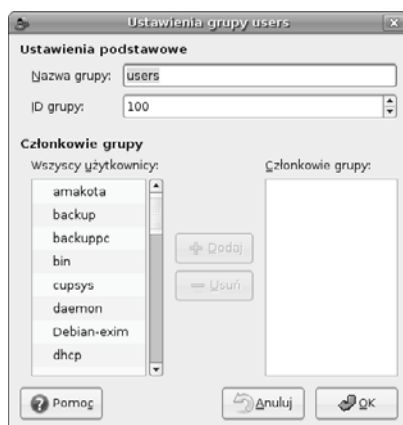 Ustawienia grupy users
Ustawienia podstawowe
Nazwa grupy: users
ID grupy: 100
Członkowie grupy
Wszyscy użytkownicy:
Członkowie grupy:
amakota
backup
backuppc
bin
cupsys
daemon
Debian-exim
dhcp
Dodaj
Usuń
Pomoc
Anuluj
OK